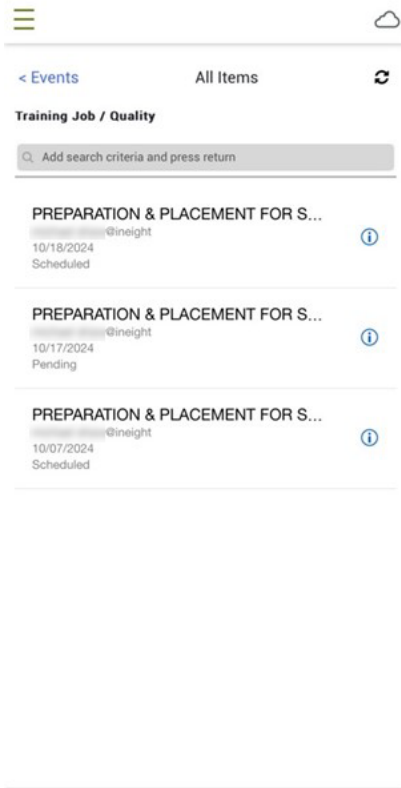 < Events All Items
Training Job / Quality
Add search criteria and press return
PREPARATION & PLACEMENT FOR S...
@ineight
10/18/2024
Scheduled
PREPARATION & PLACEMENT FOR S...
@ineight
10/17/2024
Pending
PREPARATION & PLACEMENT FOR S...
@ineight
10/07/2024
Scheduled